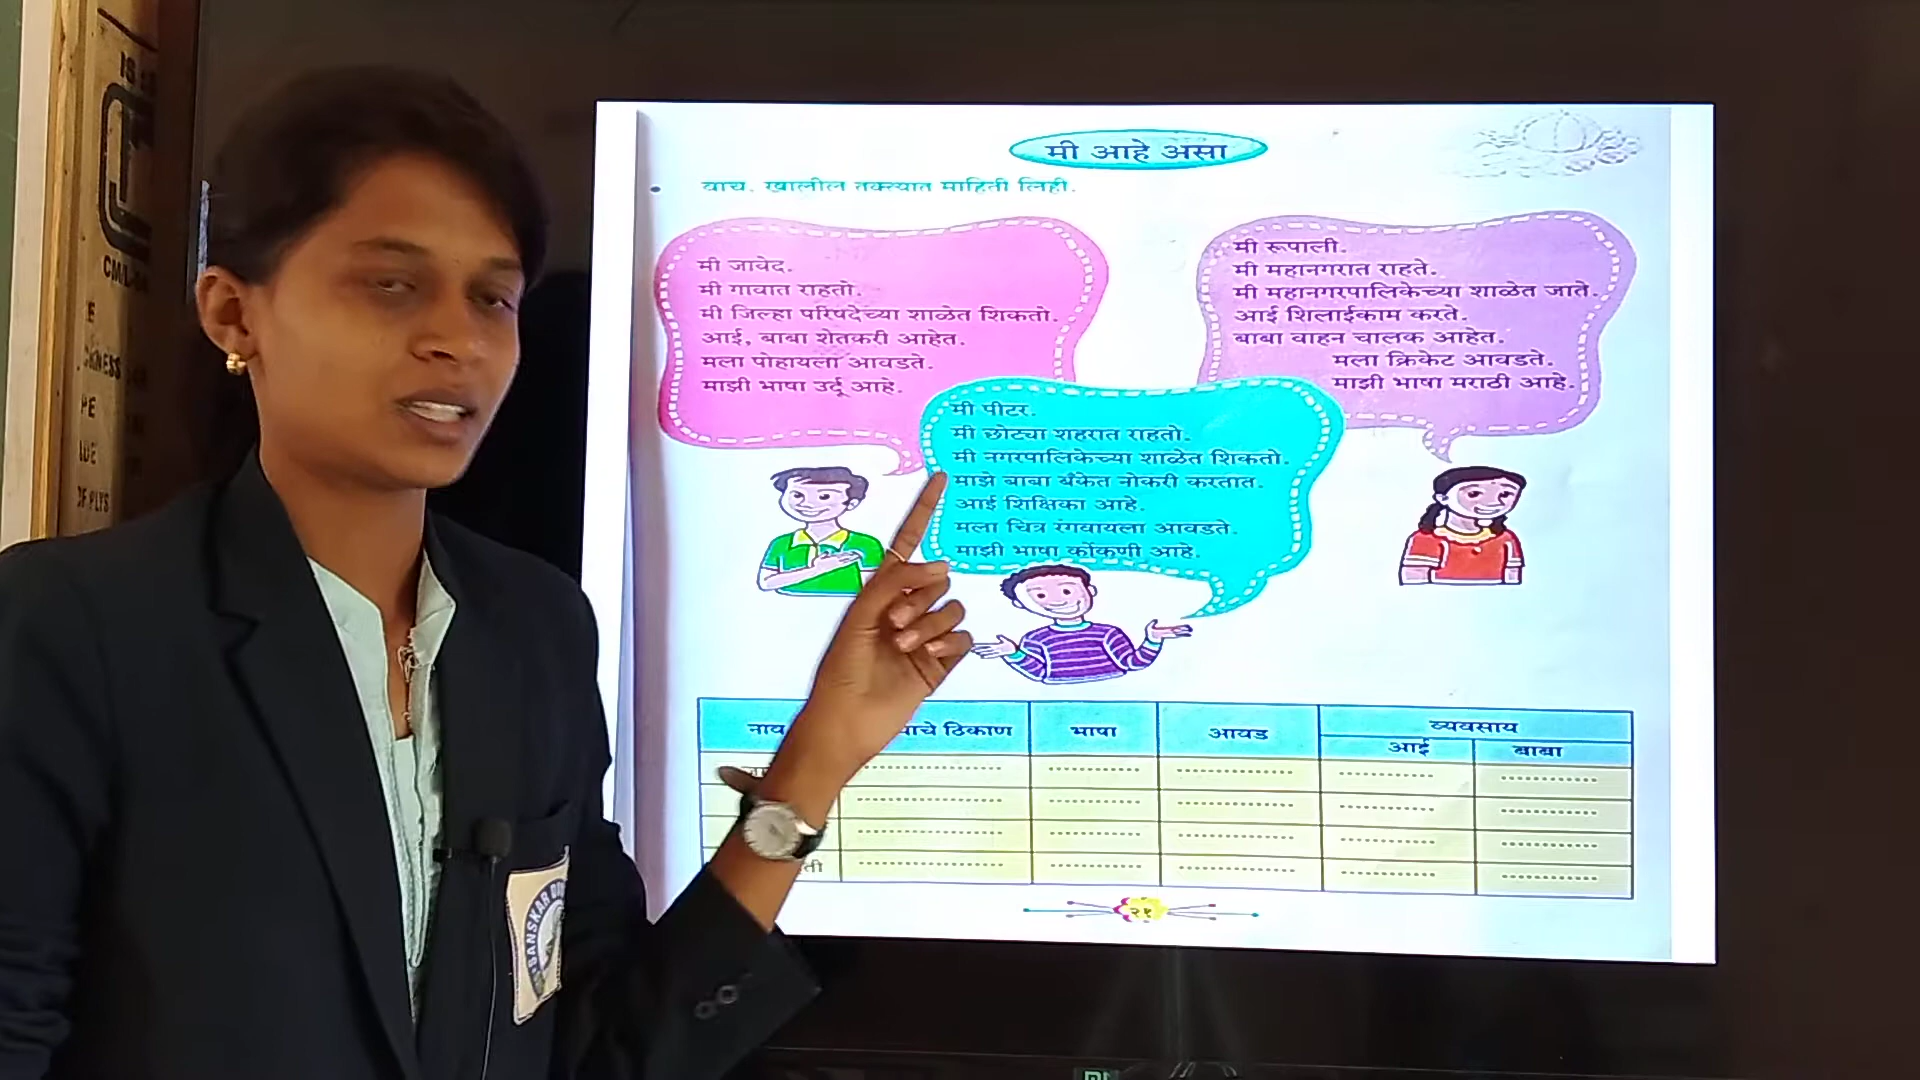 मी आहे असा
वाच. खालील तक्त्यात माहिती लिही.
मी जावेद.
मी गावात राहतो.
मी जिल्हा परिषदेच्या शाळेत शिकतो.
आई, बाबा शेतकरी आहेत.
मला पोहायला आवडते.
माझी भाषा उर्दू आहे.
मी रूपाली.
मी महानगरात राहते.
मी महानगरपालिकेच्या शाळेत जाते.
आई शिलाईकाम करते.
बाबा वाहन चालक आहेत.
मला क्रिकेट आवडते.
माझी भाषा मराठी आहे.
मी पीटर.
मी छोट्या शहरात राहतो.
मी नगरपालिकेच्या शाळेत शिकतो.
माझे बाबा बँकेत नोकरी करतात.
आई शिक्षिका आहे.
मला चित्र रंगवायला आवडते.
माझी भाषा कोंकणी आहे.
नाव ठिकाण भाषा आवड व्यवसाय
आई बाबा
२१
SANSKAR